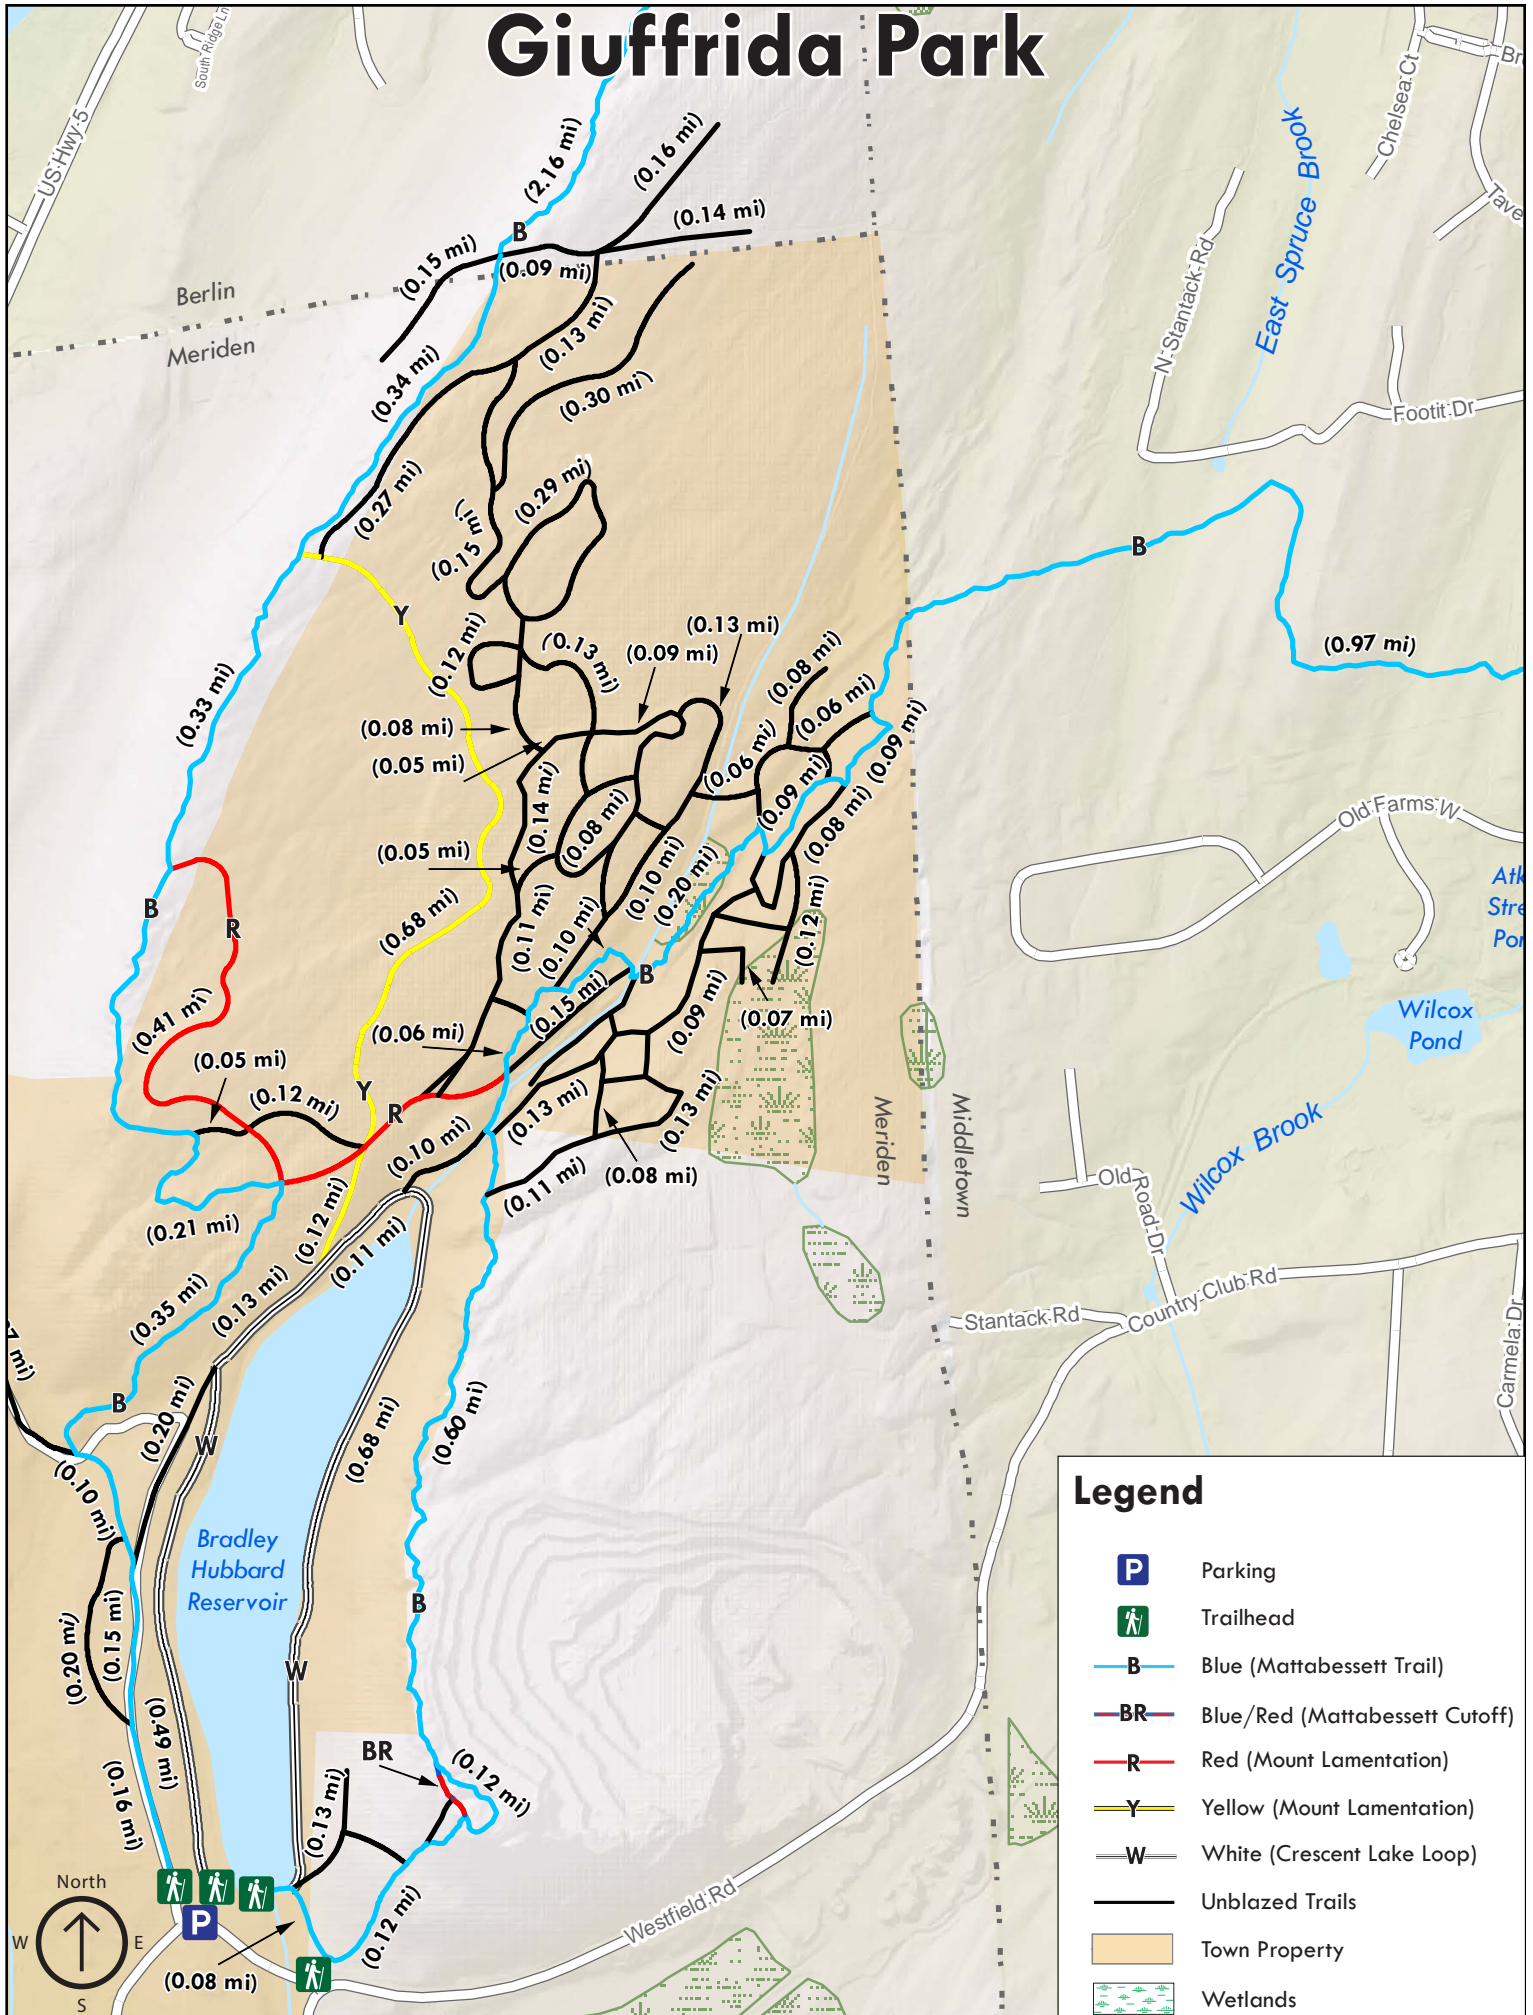 Giuffrida Park
South Ridge Ln
US Hwy 5
Chelsea Ct
East Spruce Brook
N Stantack Rd
Footit Dr
(2.16 mi)
(0.16 mi)
(0.14 mi)
B
(0.15 mi)
(0.09 mi)
Berlin
Meriden
(0.13 mi)
(0.34 mi)
(0.30 mi)
(0.27 mi)
(0.29 mi)
(0.15 mi)
B
(0.97 mi)
Y
(0.12 mi)
(0.13 mi)
(0.13 mi)
(0.09 mi)
(0.08 mi)
(0.06 mi)
(0.33 mi)
(0.08 mi)
(0.05 mi)
(0.06 mi)
(0.09 mi)
(0.09 mi)
(0.14 mi)
(0.08 mi)
(0.08 mi)
Old Farms W
(0.05 mi)
(0.10 mi)
(0.20 mi)
B
R
(0.68 mi)
(0.11 mi)
(0.10 mi)
(0.12 mi)
B
(0.15 mi)
(0.09 mi)
(0.07 mi)
(0.41 mi)
(0.06 mi)
Wilcox
Pond
(0.05 mi)
(0.12 mi)
Y
R
(0.10 mi)
(0.13 mi)
(0.13 mi)
(0.08 mi)
(0.11 mi)
Meriden
Middletown
Wilcox Brook
Old Road Dr
(0.21 mi)
(0.12 mi)
(0.11 mi)
(0.13 mi)
(0.35 mi)
Stantack Rd
Country Club Rd
Carmela Dr
B
(0.20 mi)
W
(0.68 mi)
(0.60 mi)
(0.10 mi)
Bradley
Hubbard
Reservoir
B
(0.20 mi)
(0.15 mi)
W
(0.49 mi)
(0.16 mi)
BR
(0.12 mi)
(0.13 mi)
(0.12 mi)
(0.08 mi)
P
Westfield Rd
North
W
E
S
Legend
P Parking
Trailhead
B Blue (Mattabessett Trail)
BR Blue/Red (Mattabessett Cutoff)
R Red (Mount Lamentation)
Y Yellow (Mount Lamentation)
W White (Crescent Lake Loop)
Unblazed Trails
Town Property
Wetlands